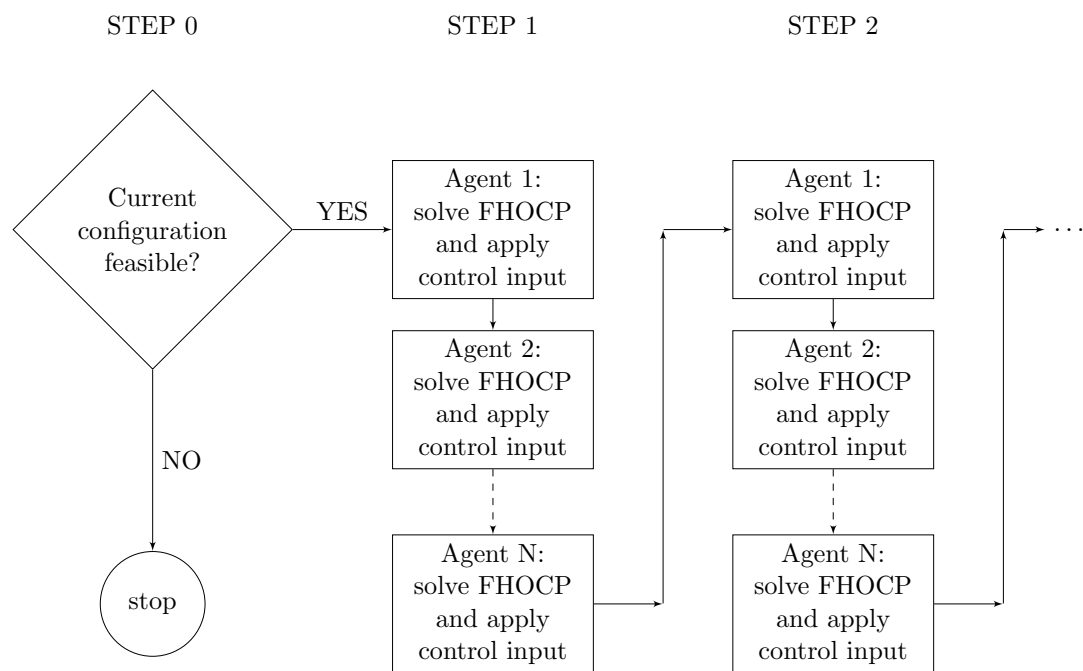 STEP 0
STEP 1
STEP 2
Current
configuration
feasible?
YES
NO
stop
Agent 1:
solve FHOCP
and apply
control input
Agent 2:
solve FHOCP
and apply
control input
Agent N:
solve FHOCP
and apply
control input
Agent 1:
solve FHOCP
and apply
control input
Agent 2:
solve FHOCP
and apply
control input
Agent N:
solve FHOCP
and apply
control input
...